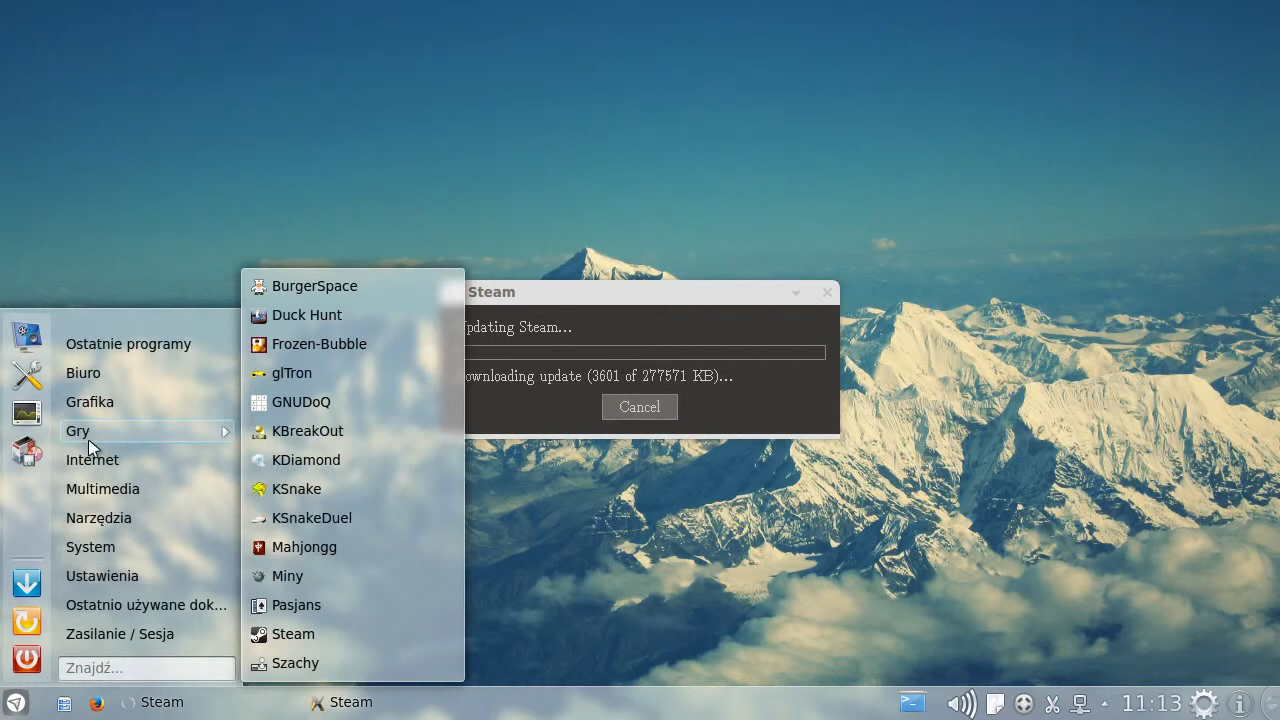 Ostatnie programy
Biuro
Grafika
Gry
Internet
Multimedia
Narzędzia
System
Ustawienia
Ostatnio używane dok...
Zasilanie / Sesja
Znajdź...
BurgerSpace
Duck Hunt
Frozen-Bubble
glTron
GNUDoQ
KBreakOut
KDiamond
KSnake
KSnakeDuel
Mahjongg
Miny
Pasjans
Steam
Szachy
Steam
pdating Steam...
ownloading update (3601 of 277571 KB)...
Cancel
Steam
Steam
11:13